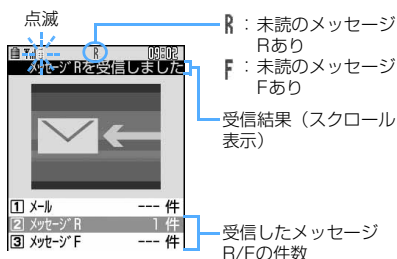 点滅
R 09:02
メッセージRを受信しました
1 メール --- 件
2 メッセージR 1 件
3 メッセージF --- 件
R：未読のメッセージ
Rあり
F：未読のメッセージ
Fあり
受信結果（スクロール
表示）
受信したメッセージ
R/Fの件数